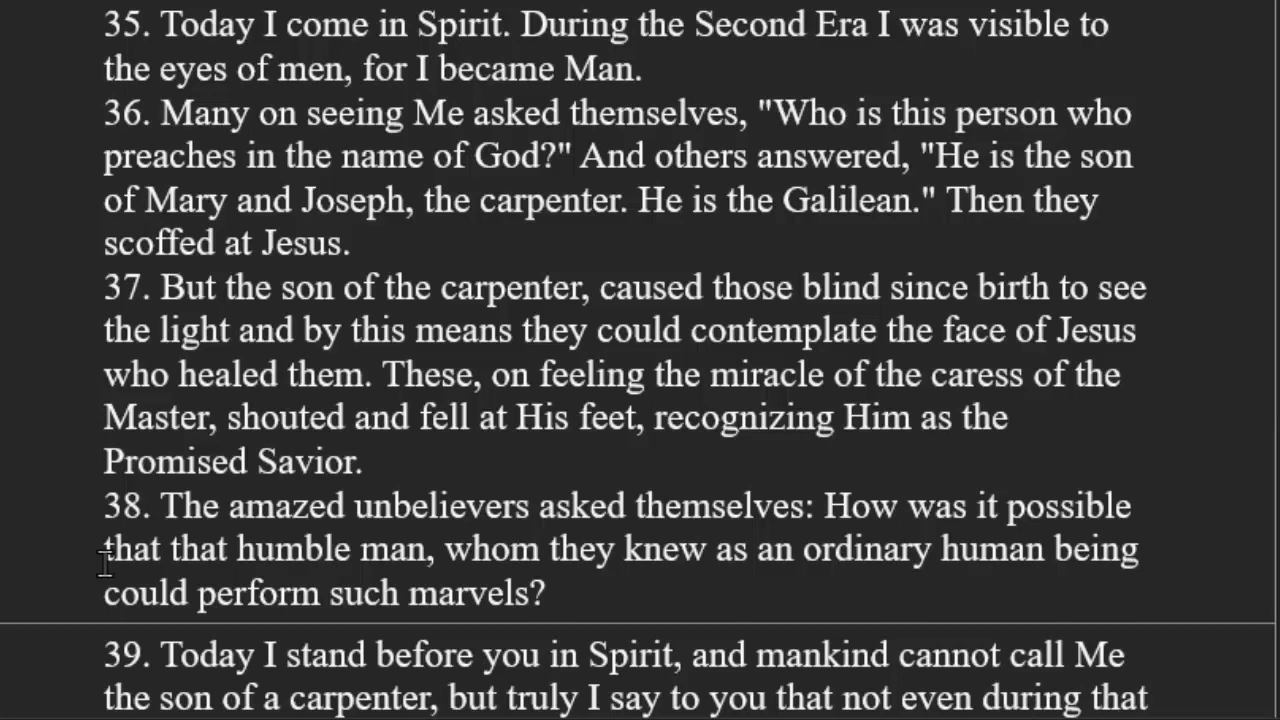 35. Today I come in Spirit. During the Second Era I was visible to
the eyes of men, for I became Man.
36. Many on seeing Me asked themselves, "Who is this person who
preaches in the name of God?" And others answered, "He is the son
of Mary and Joseph, the carpenter. He is the Galilean." Then they
scoffed at Jesus.
37. But the son of the carpenter, caused those blind since birth to see
the light and by this means they could contemplate the face of Jesus
who healed them. These, on feeling the miracle of the caress of the
Master, shouted and fell at His feet, recognizing Him as the
Promised Savior.
38. The amazed unbelievers asked themselves: How was it possible
that that humble man, whom they knew as an ordinary human being
could perform such marvels?
39. Today I stand before you in Spirit, and mankind cannot call Me
the son of a carpenter, but truly I say to you that not even during that